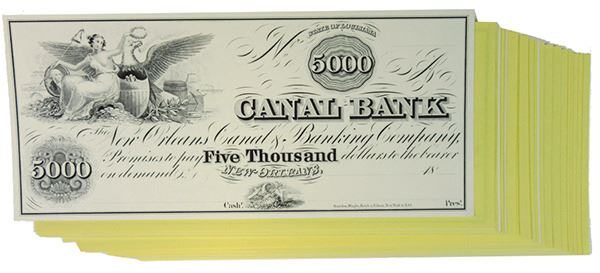 STATE OF LOUISIANA
No
5000
18
CANAL BANK
The New Orleans Canal & Banking Company,
Promises to pay Five Thousand dollars to the bearer
5000
on demand
NEW-ORLEANS, 18
Cash! Pres!